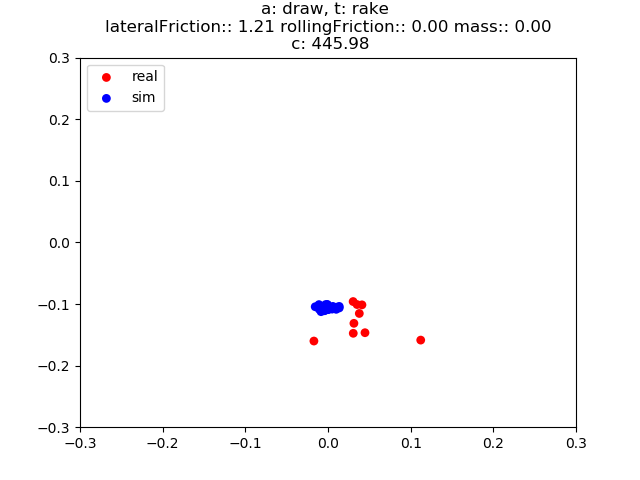 a: draw, t: rake
lateralFriction:: 1.21 rollingFriction:: 0.00 mass:: 0.00
c: 445.98
real
sim
0.3
0.2
0.1
0.0
−0.1
−0.2
−0.3
−0.3
−0.2
−0.1
0.0
0.1
0.2
0.3